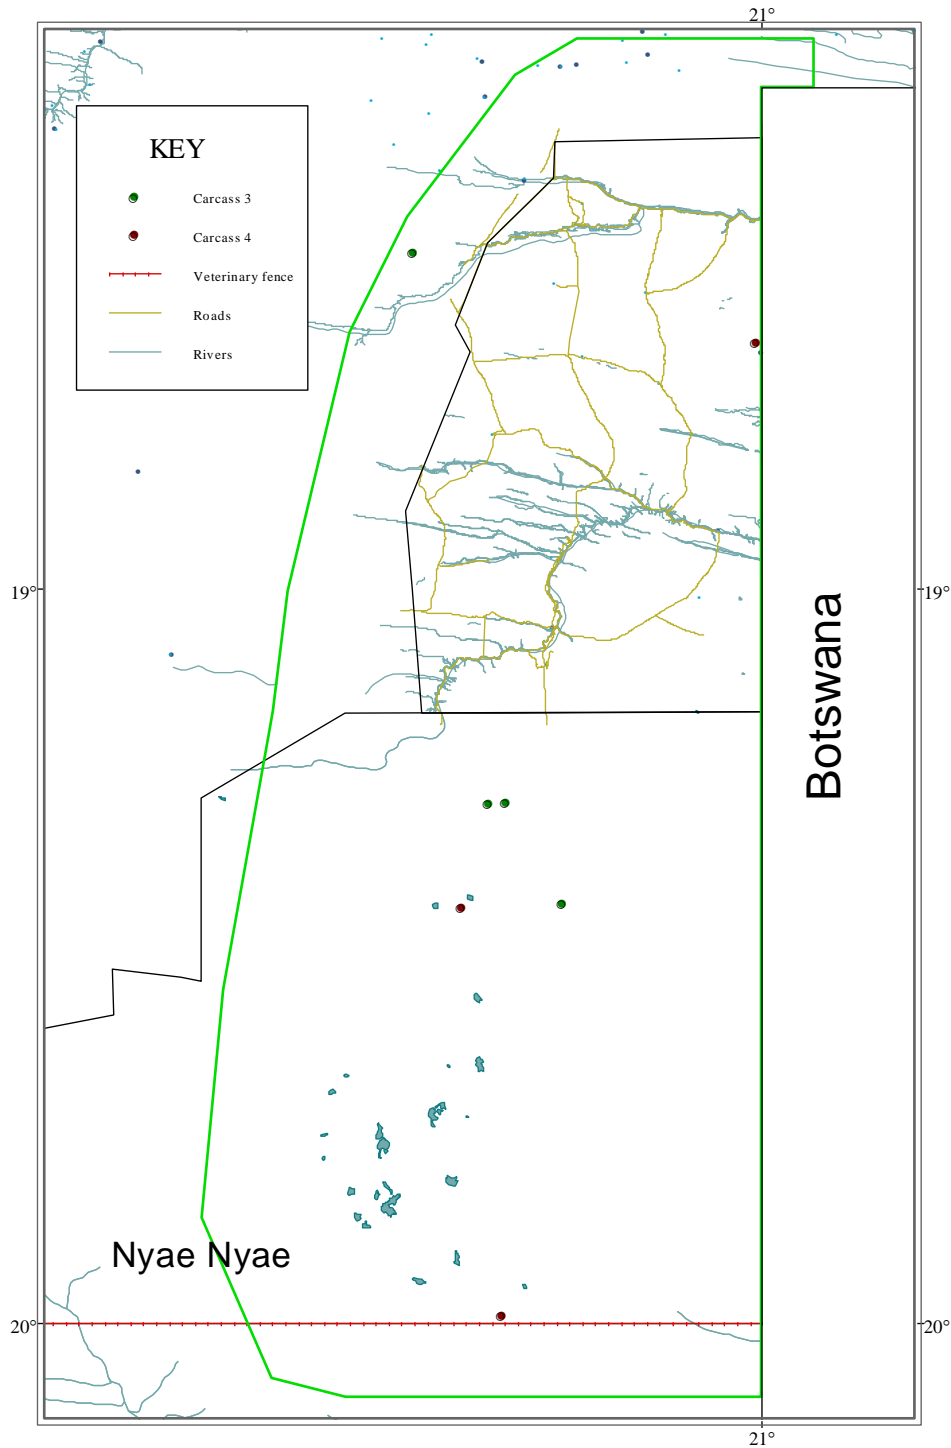 21°
KEY
Carcass 3
Carcass 4
Veterinary fence
Roads
Rivers
19°
19°
Botswana
Nyae Nyae
20°
20°
21°